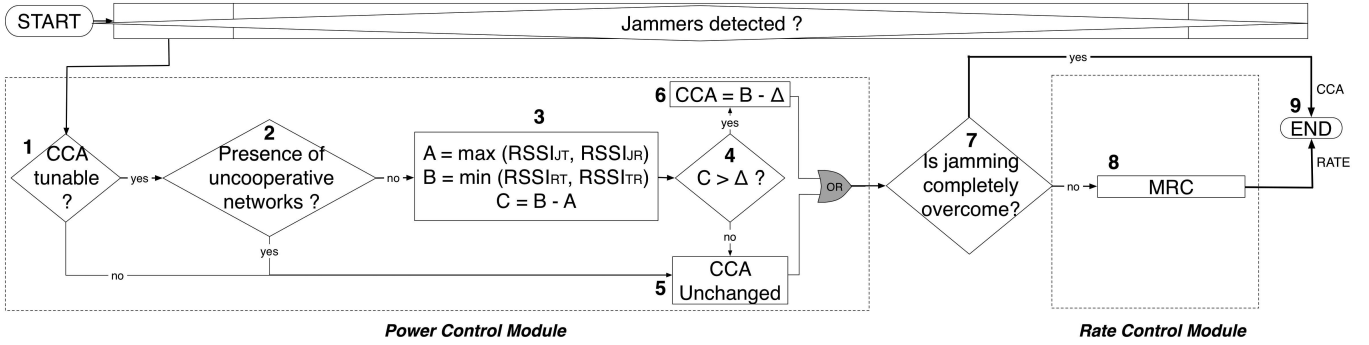 START
Jammers detected ?
1
CCA
tunable
?
yes
no
2
Presence of
uncooperative
networks ?
no
yes
3
A = max (RSSIJT, RSSIJR)
B = min (RSSIRT, RSSITR)
C = B - A
4
C > Δ ?
yes
no
6
CCA = B - Δ
5
CCA
Unchanged
OR
Power Control Module
7
Is jamming
completely
overcome?
yes
no
8
MRC
Rate Control Module
CCA
9
END
RATE